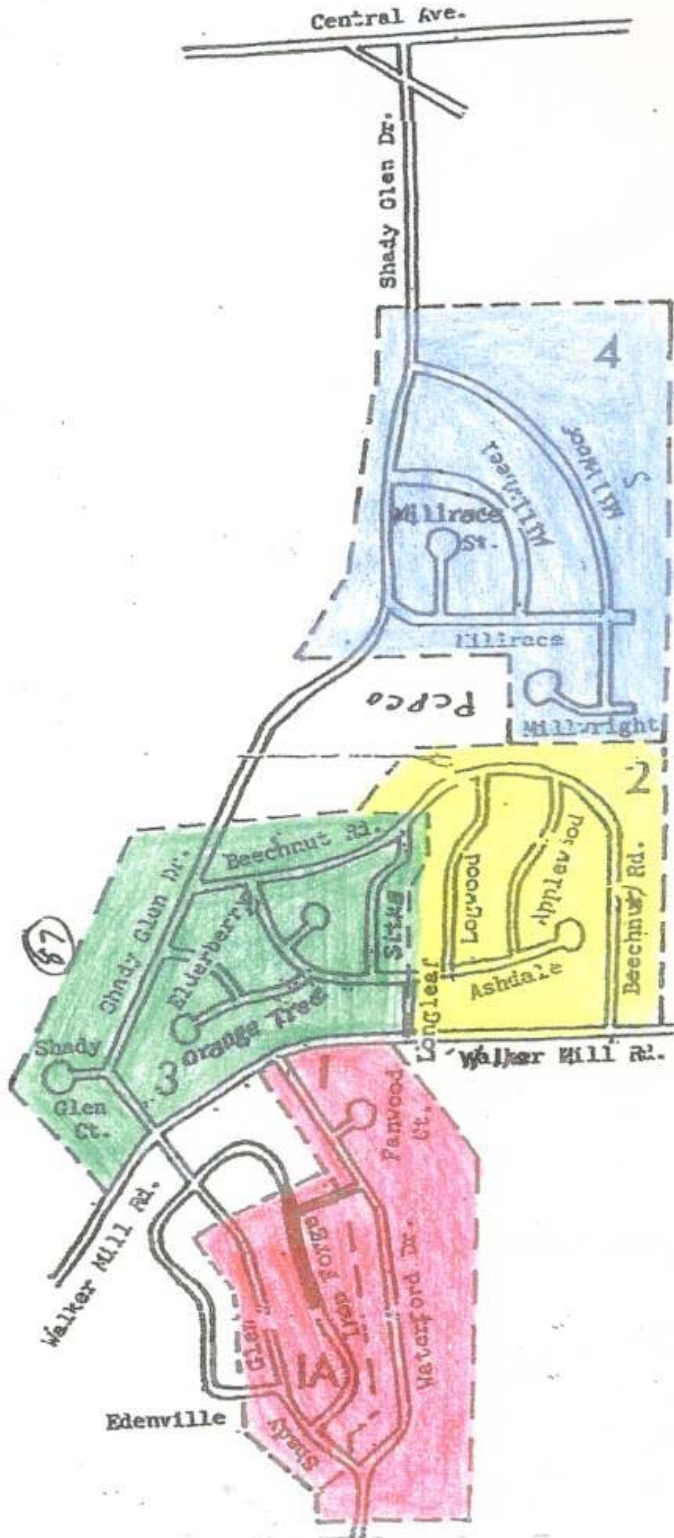 Central Ave.
Shady Glen Dr.
4
Millwoof
S
Millwheel
Millrace
St.
Millrace
PePco
Millwright
2
Beechnut Rd.
Shady Glen Dr.
Elderberry
Sitka
Logwood
Applewood
Beechnut Rd.
Ashdale
Longleaf
Orange Tree
Shady
Glen
Ct.
3
Walker Mill Rd.
1
Fanwood
Ct.
Walker Mill Rd.
Iron Forge
Waterford Dr.
Glen
1A
Edenville
Shady